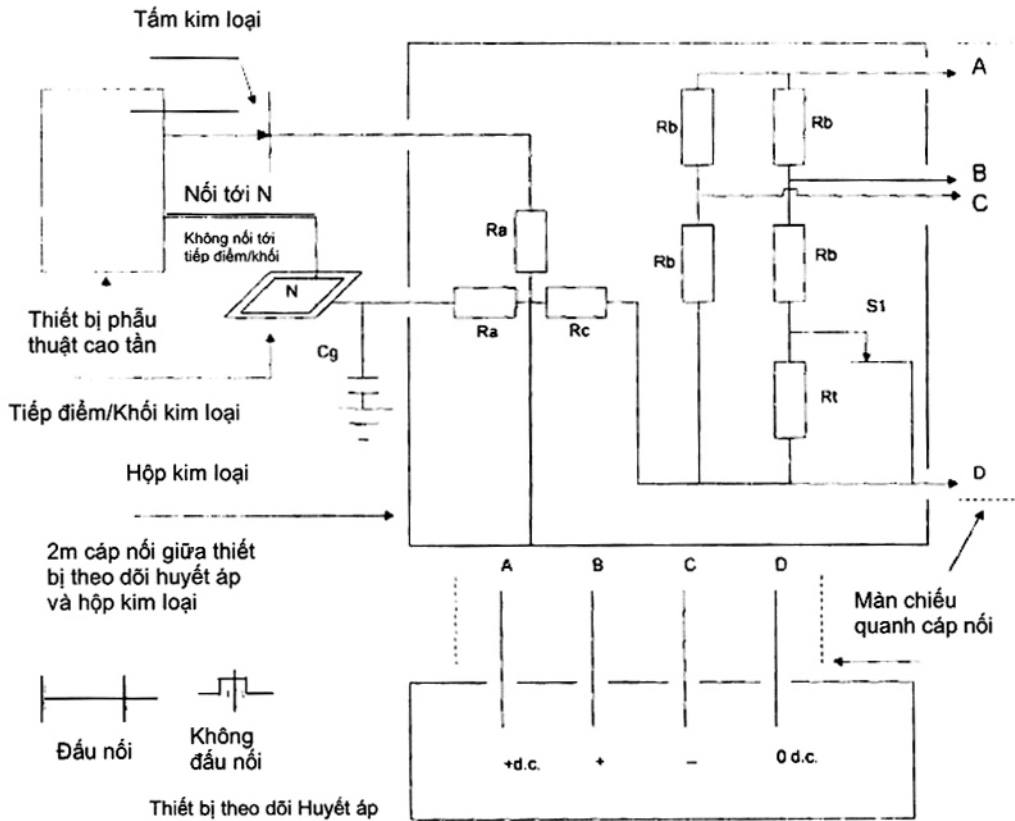 Tấm kim loại
A
Rb
Rb
B
C
Nối tới N
Không nối tới
tiếp điểm/khối
Ra
Rb
Rb
N
S1
Thiết bị phẫu
thuật cao tần
Ra
Rc
Cg
Rt
Tiếp điểm/Khối kim loại
Hộp kim loại
D
2m cáp nối giữa thiết
bị theo dõi huyết áp
và hộp kim loại
A
B
C
D
Màn chiếu
quanh cáp nối
Đấu nối
Không
đấu nối
+d.c.
+
−
0 d.c.
Thiết bị theo dõi Huyết áp